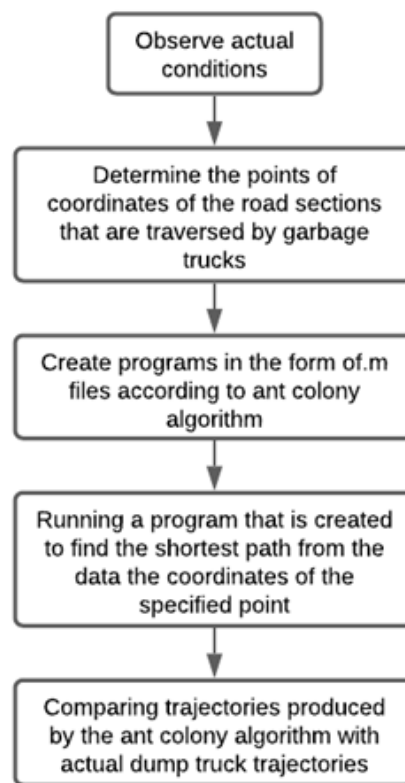 Observe actual
conditions
Determine the points of
coordinates of the road sections
that are traversed by garbage
trucks
Create programs in the form of.m
files according to ant colony
algorithm
Running a program that is created
to find the shortest path from the
data the coordinates of the
specified point
Comparing trajectories produced
by the ant colony algorithm with
actual dump truck trajectories